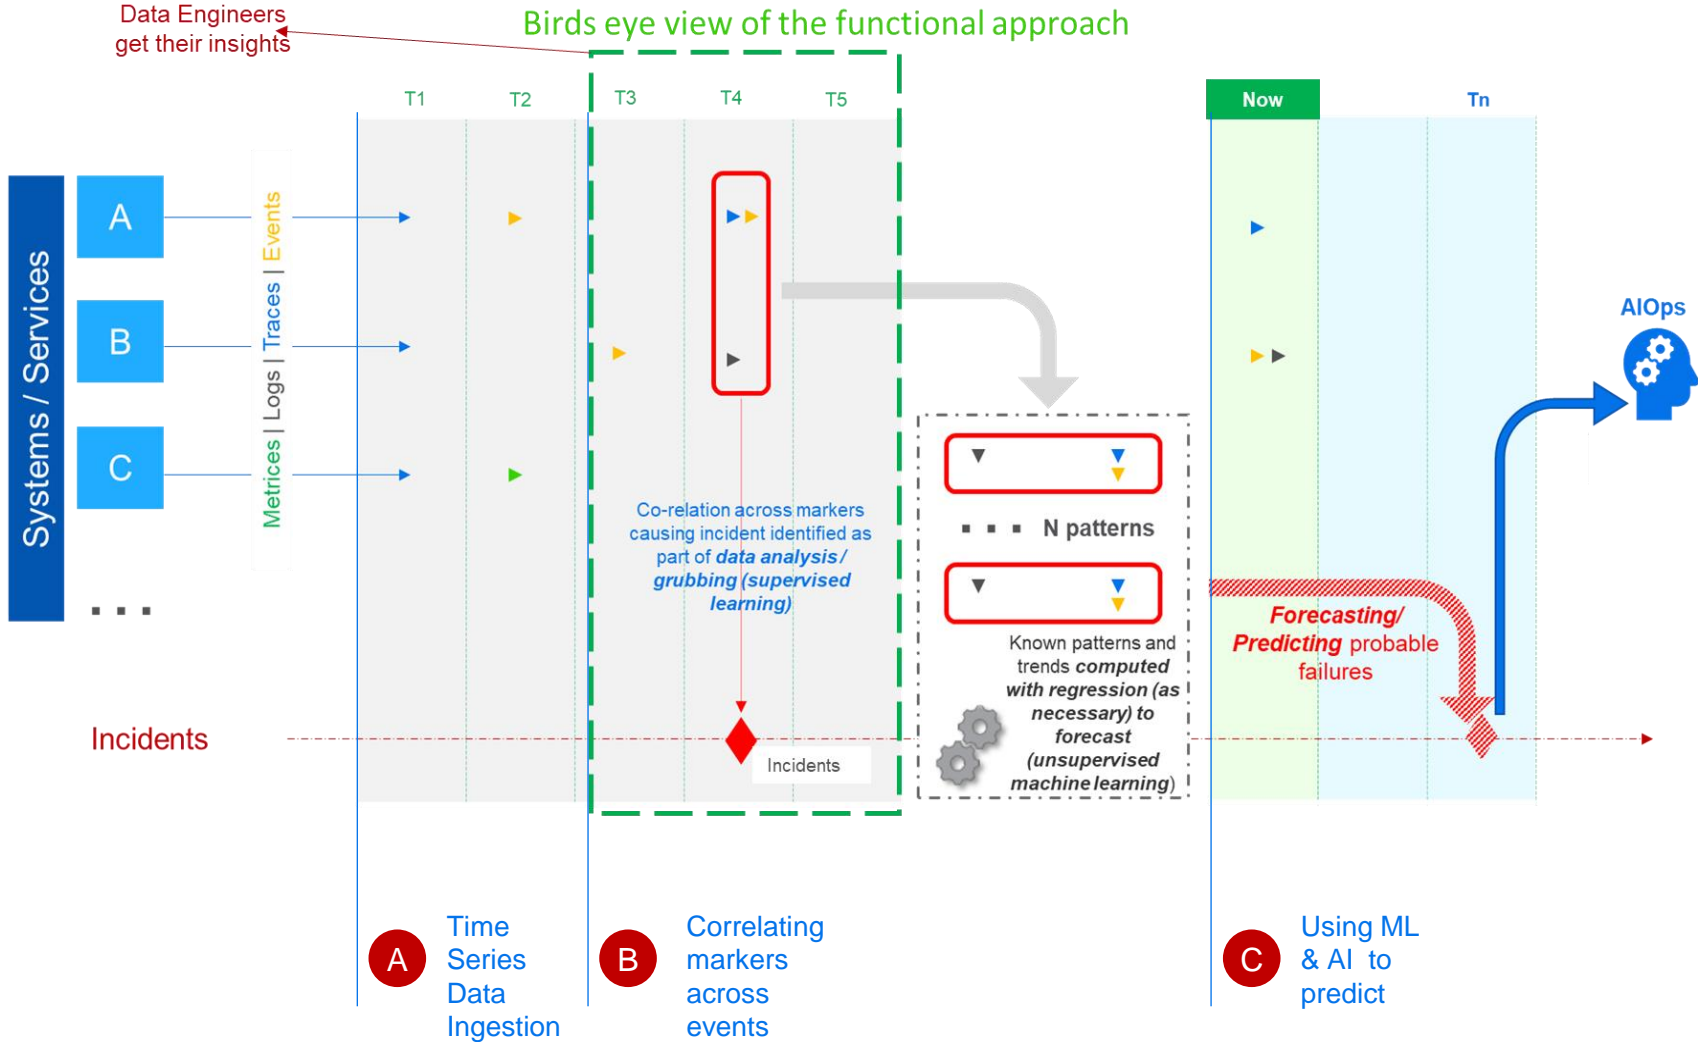 Data Engineers
get their insights
Birds eye view of the functional approach
T1
T2
T3
T4
T5
Now
Tn
Systems / Services
A
B
C
Metrices | Logs | Traces | Events
AIOps
Co-relation across markers
causing incident identified as
part of data analysis /
grubbing (supervised
learning)
N patterns
Known patterns and
trends computed
with regression (as
necessary) to
forecast
(unsupervised
machine learning)
Forecasting/
Predicting probable
failures
Incidents
Incidents
A
Time
Series
Data
Ingestion
B
Correlating
markers
across
events
C
Using ML
& AI to
predict